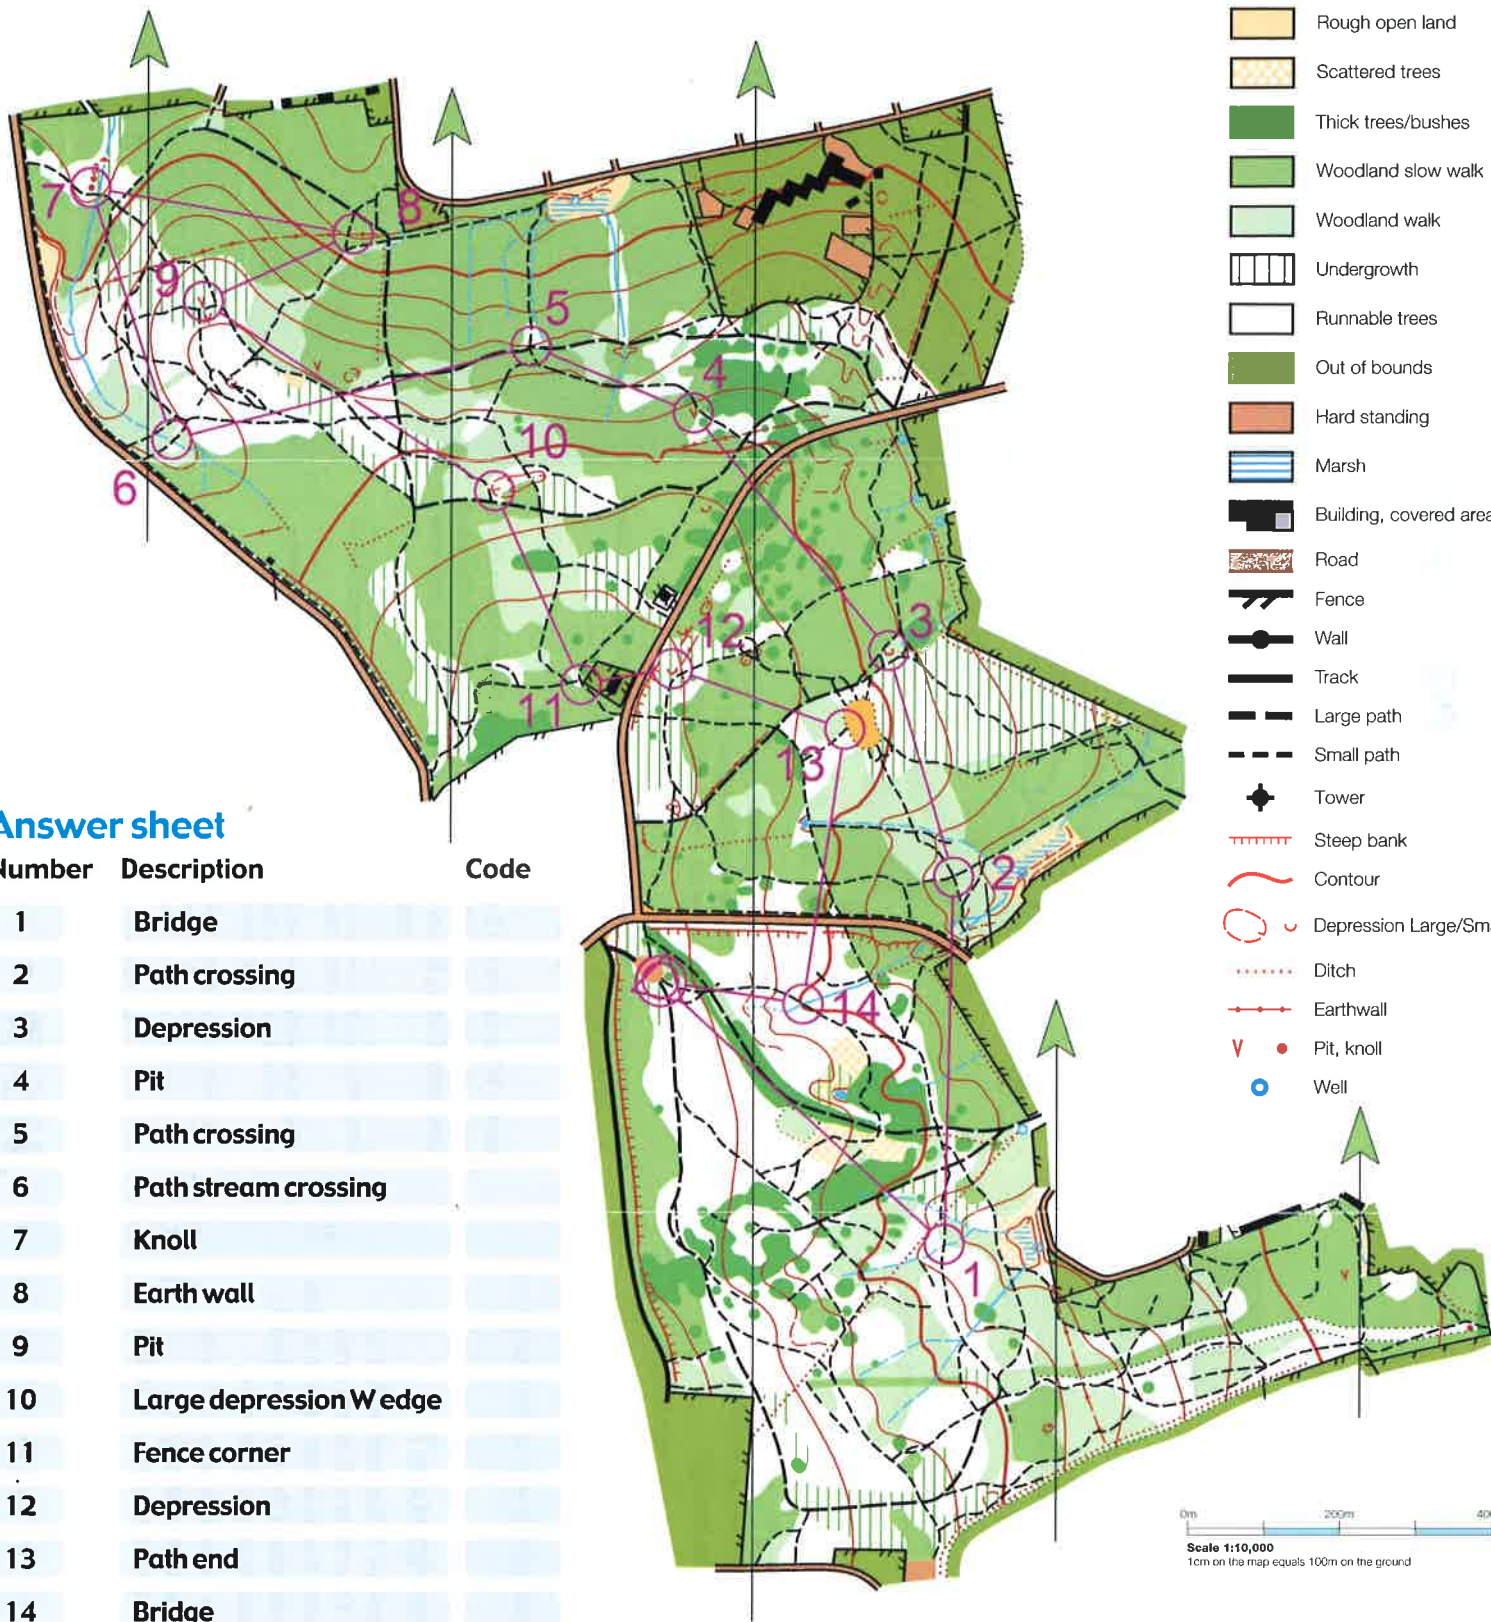 Rough open land
Scattered trees
Thick trees/bushes
Woodland slow walk
Woodland walk
Undergrowth
Runnable trees
Out of bounds
Hard standing
Marsh
Building, covered area
Road
Fence
Wall
Track
Large path
Small path
Tower
Steep bank
Contour
Depression Large/Sm
Ditch
Earthwall
Pit, knoll
Well
7
8
9
5
4
10
6
12
3
11
13
2
14
1
Answer sheet
Number Description Code
1 Bridge
2 Path crossing
3 Depression
4 Pit
5 Path crossing
6 Path stream crossing
7 Knoll
8 Earth wall
9 Pit
10 Large depression W edge
11 Fence corner
12 Depression
13 Path end
14 Bridge
0m 200m 40
Scale 1:10,000
1cm on the map equals 100m on the ground